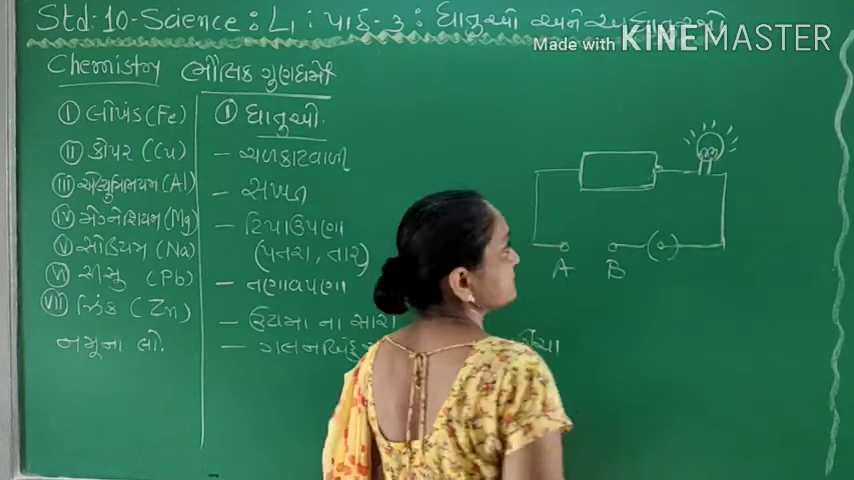 Std: 10-Science : L1 : પાઠ-3 : ધાતુઓ અને અધાતુઓ
Made with KINEMASTER
Chemistry ભૌતિક ગુણધર્મો
I લોખંડ (Fe)
II કોપર (Cu)
III એલ્યુમિનિયમ (Al)
IV મેગ્નેશિયમ (Mg)
V સોડિયમ (Na)
VI સીસુ (Pb)
VII ઝિંક (Zn)
નમૂના લો.
① ધાતુઓ.
– ચળકાટવાળી
– સખત
– ટિપાઉપણા
(પતરા, તાર)
– તણાવપણા
– ઉષ્મા ના સારા
– ગલનબિંદુ
A B